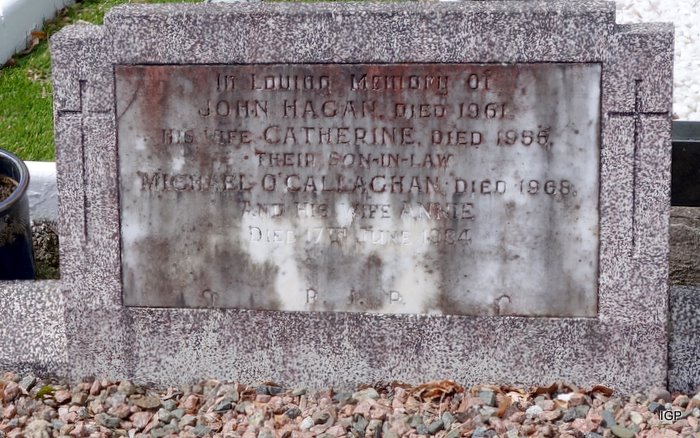 In Loving Memory Of
JOHN HAGAN, DIED 1961
HIS WIFE CATHERINE, DIED 1955,
THEIR SON-IN-LAW
MICHAEL O'CALLAGHAN, DIED 1968.
AND HIS WIFE ANNIE
DIED 17TH JUNE 1984
R.I.P.
IGP